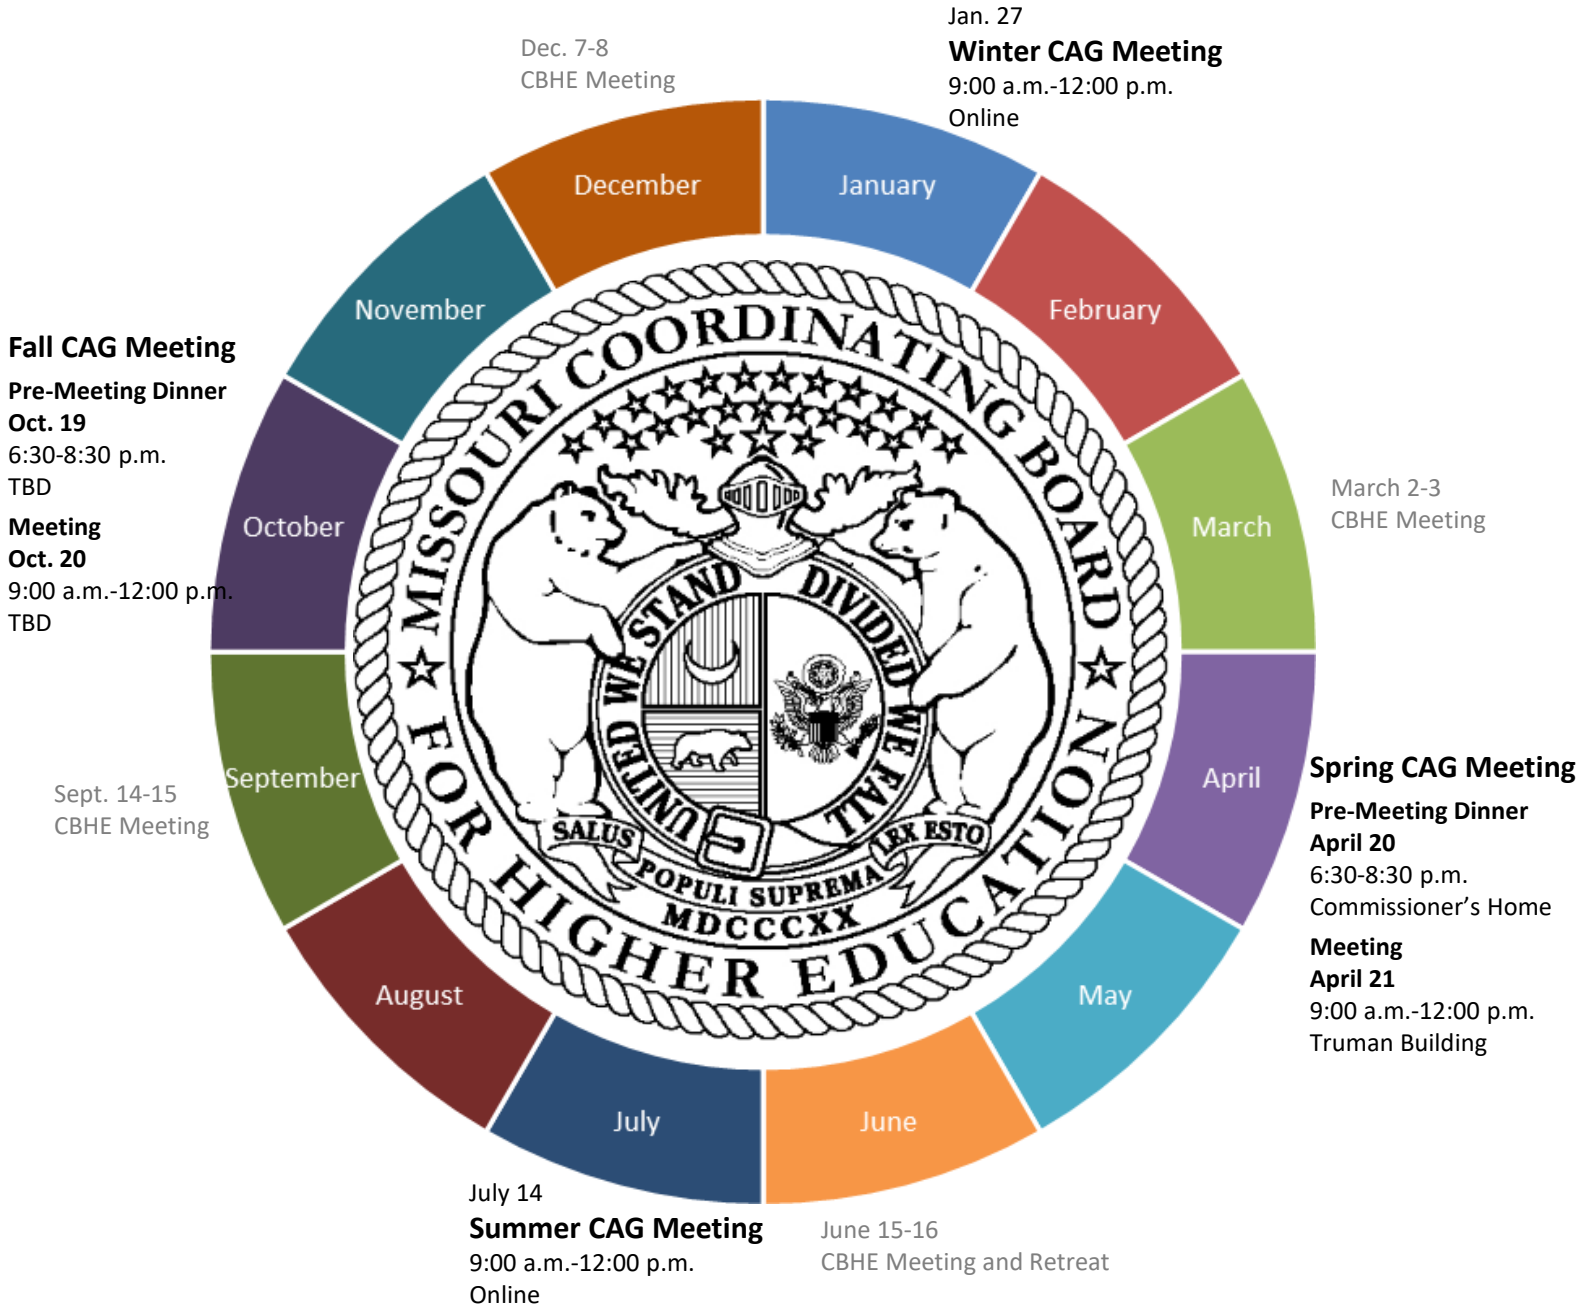 Jan. 27
Winter CAG Meeting
9:00 a.m.-12:00 p.m.
Online
Dec. 7-8
CBHE Meeting
December
January
November
February
Fall CAG Meeting
Pre-Meeting Dinner
Oct. 19
6:30-8:30 p.m.
TBD
Meeting
Oct. 20
9:00 a.m.-12:00 p.m.
TBD
October
March
March 2-3
CBHE Meeting
MISSOURI COORDINATING BOARD
FOR HIGHER EDUCATION
UNITED WE STAND DIVIDED WE FALL
SALUS POPULI SUPREMA LEX ESTO
MDCCCXX
September
Sept. 14-15
CBHE Meeting
April
Spring CAG Meeting
Pre-Meeting Dinner
April 20
6:30-8:30 p.m.
Commissioner’s Home
Meeting
April 21
9:00 a.m.-12:00 p.m.
Truman Building
August
May
July
June
July 14
Summer CAG Meeting
9:00 a.m.-12:00 p.m.
Online
June 15-16
CBHE Meeting and Retreat